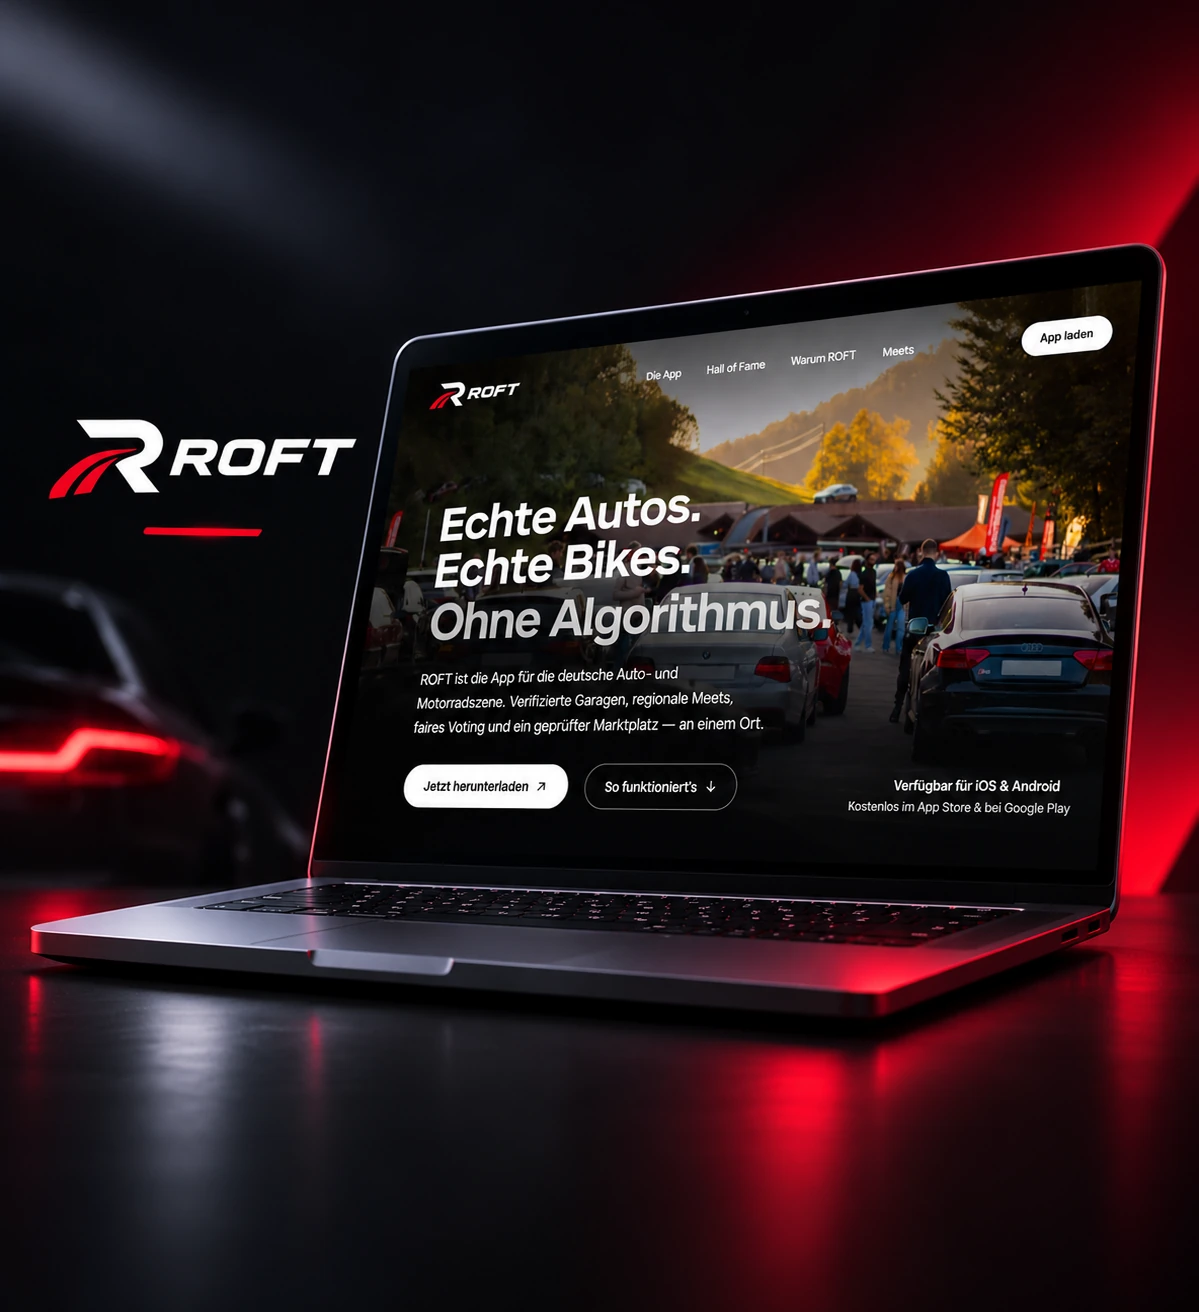 ROFT
ROFT
Die App
Hall of Fame
Warum ROFT
Meets
App laden
Echte Autos.
Echte Bikes.
Ohne Algorithmus.
ROFT ist die App für die deutsche Auto- und
Motorradszene. Verifizierte Garagen, regionale Meets,
faires Voting und ein geprüfter Marktplatz — an einem Ort.
Jetzt herunterladen ↗
So funktioniert's ↓
Verfügbar für iOS & Android
Kostenlos im App Store & bei Google Play